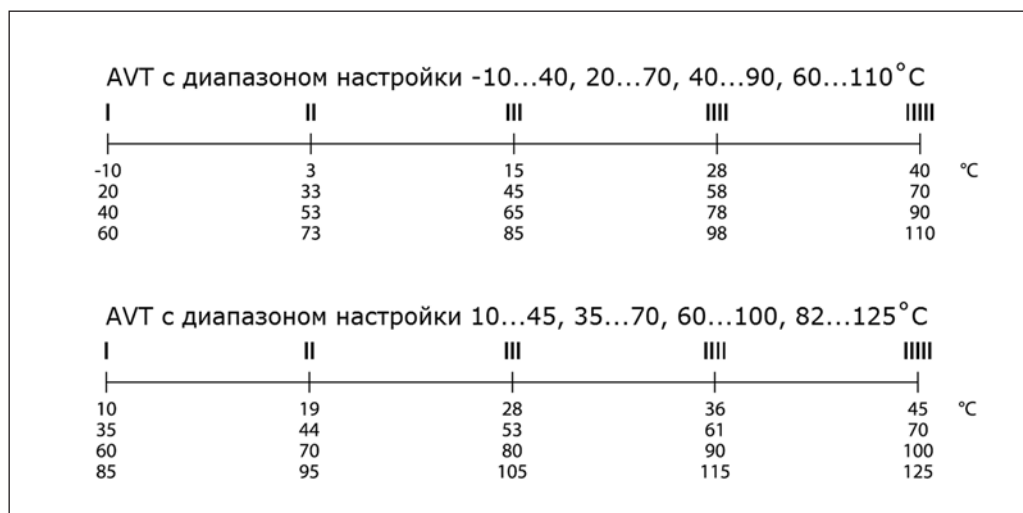 AVT с диапазоном настройки -10...40, 20...70, 40...90, 60...110°C
I II III IIII IIIII
-10 3 15 28 40 °C
20 33 45 58 70
40 53 65 78 90
60 73 85 98 110
AVT с диапазоном настройки 10...45, 35...70, 60...100, 82...125°C
I II III IIII IIIII
10 19 28 36 45 °C
35 44 53 61 70
60 70 80 90 100
85 95 105 115 125